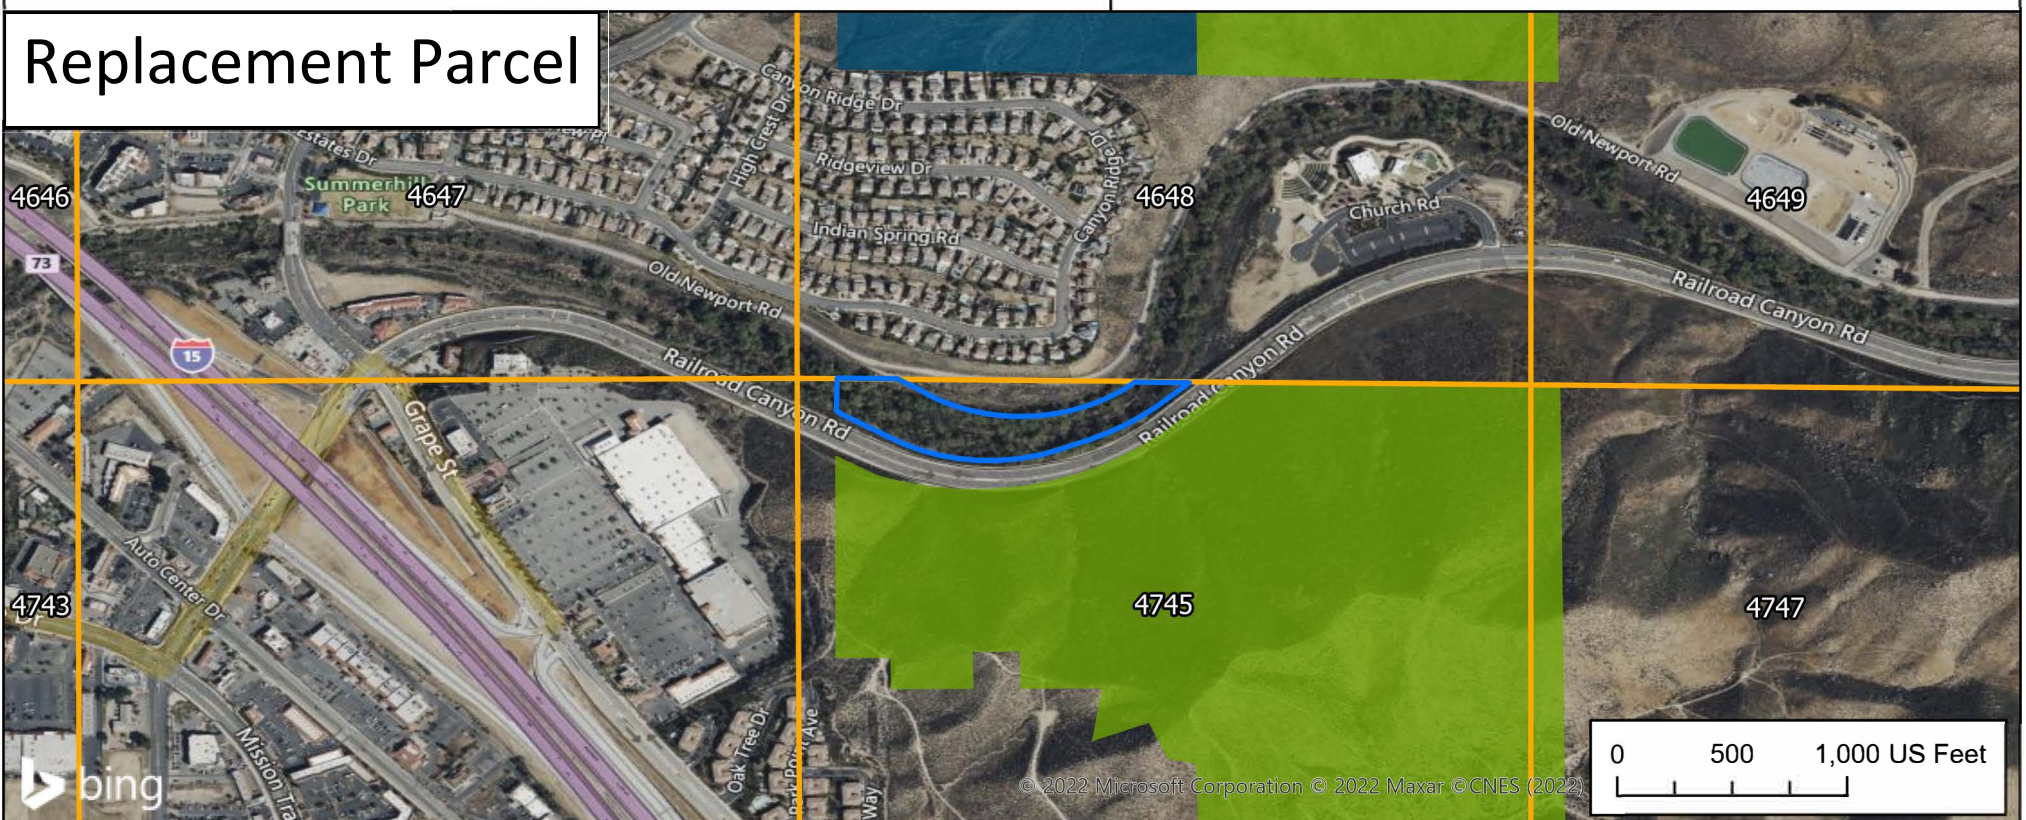 Replacement Parcel
Canyon Ridge Dr
High Crest Dr
Estates Dr
Ridgeview Dr
Canyon Ridge Dr
Old Newport Rd
Summerhill
Park
4646
4647
4648
4649
Church Rd
Indian Spring Rd
73
Old Newport Rd
Railroad Canyon Rd
15
Railroad Canyon Rd
Railroad Canyon Rd
Grape St
Auto Center Dr
4743
Dr
4745
4747
Mission Tra
Oak Tree Dr
Park Point Ave
Way
bing
© 2022 Microsoft Corporation © 2022 Maxar ©CNES (2022)
0 500 1,000 US Feet